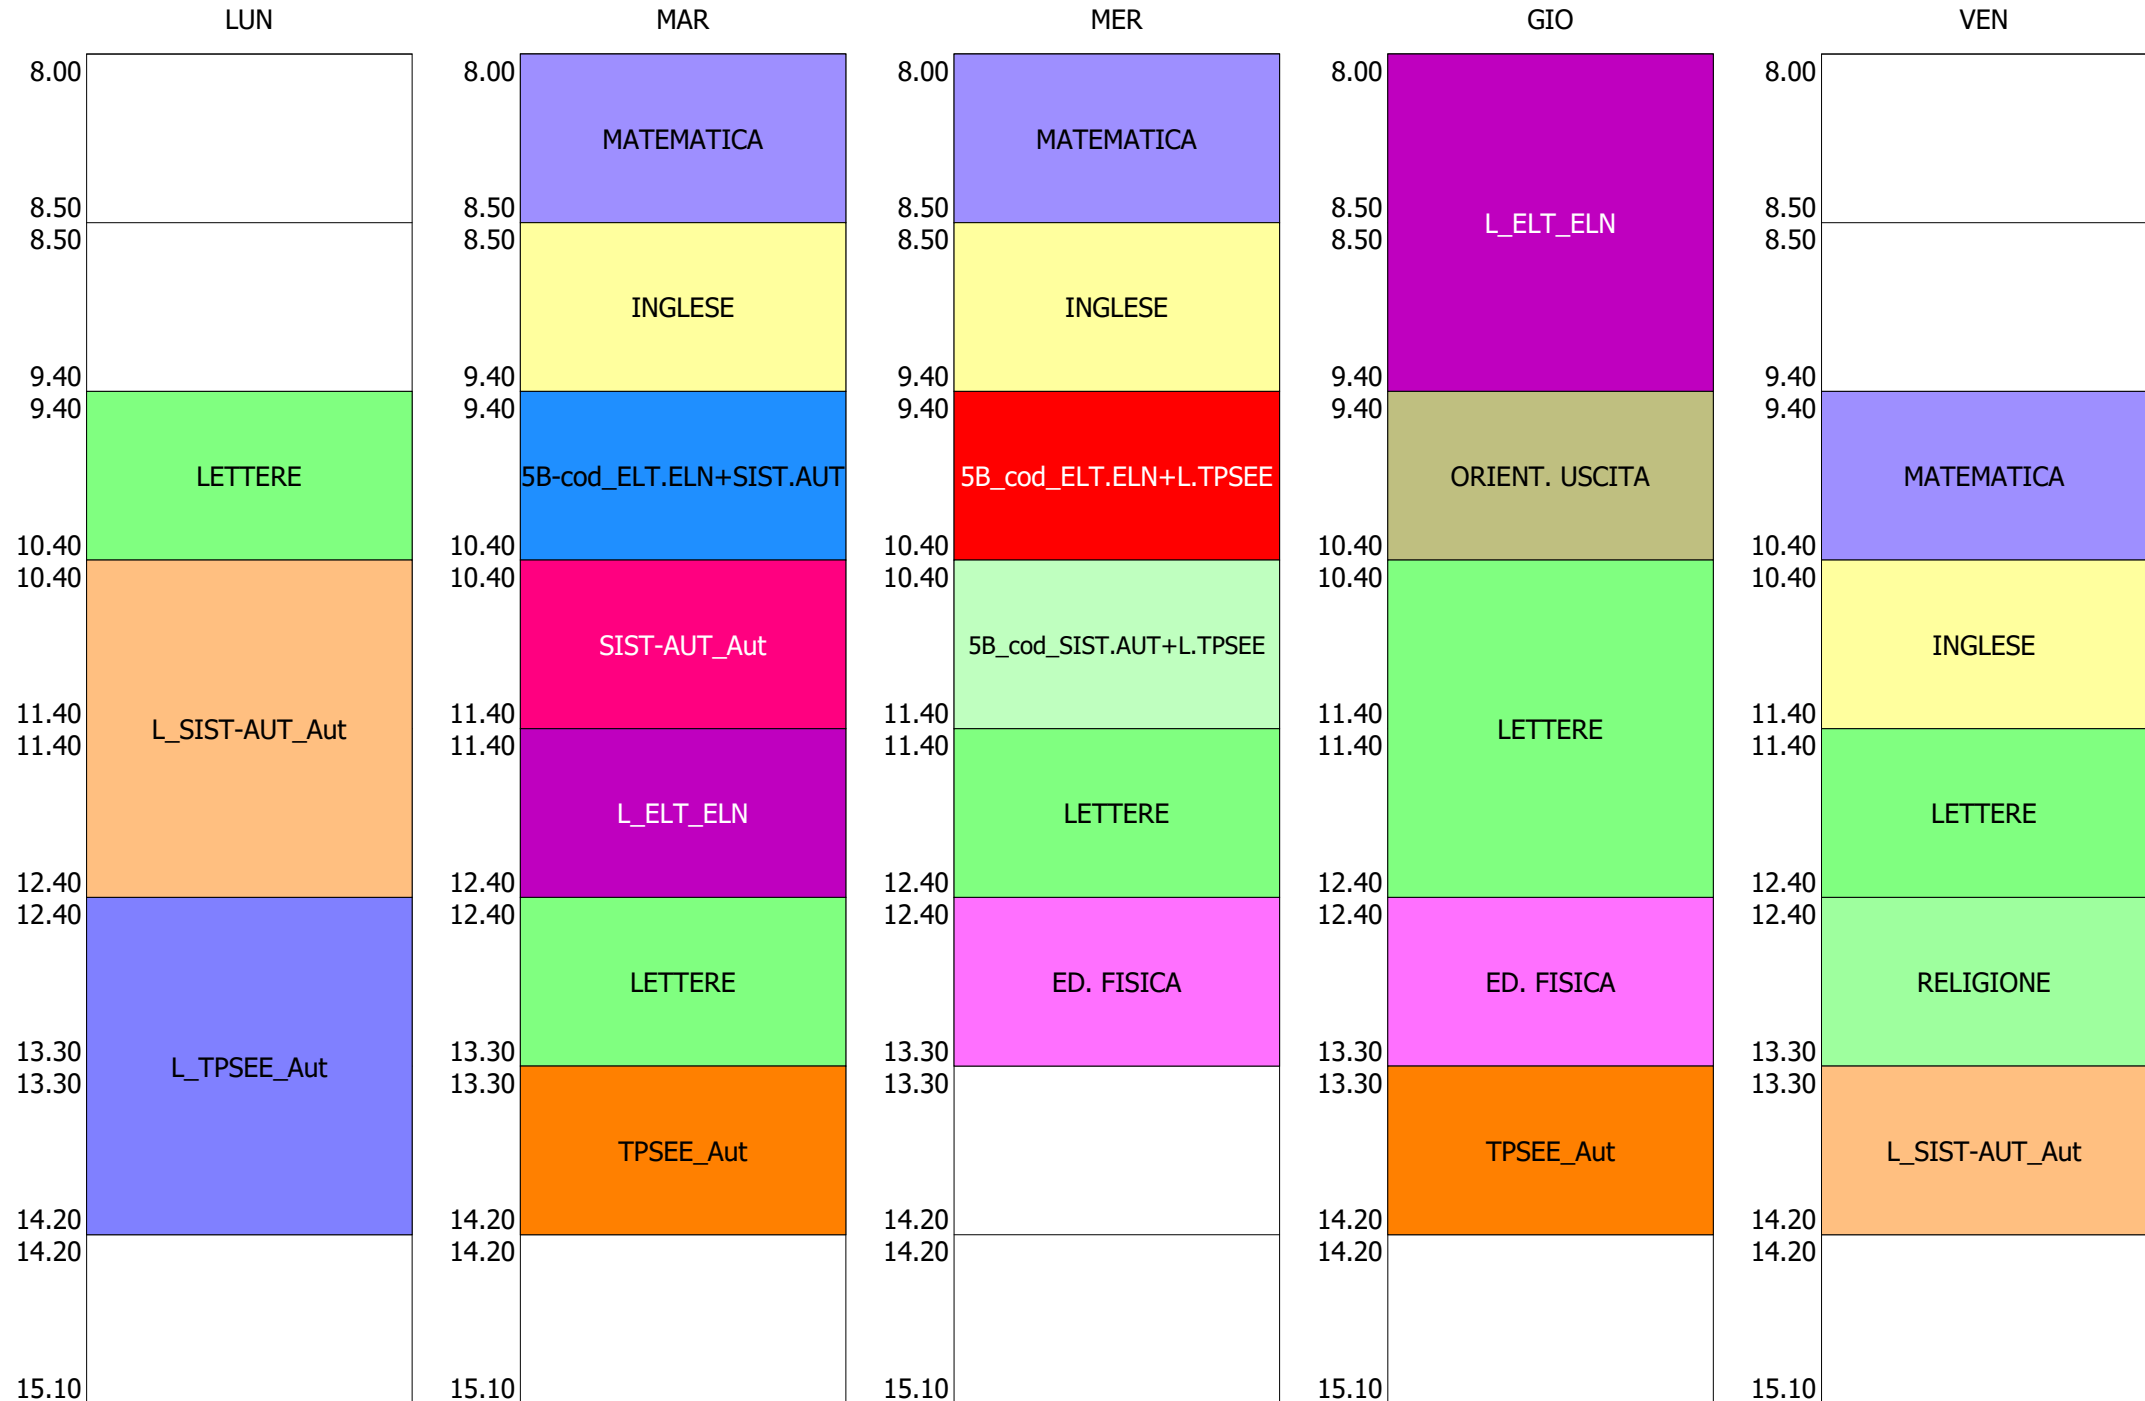 LUN
MAR
MER
GIO
VEN
8.00
8.50
8.50
9.40
9.40
LETTERE
10.40
10.40
L_SIST-AUT_Aut
11.40
11.40
12.40
12.40
L_TPSEE_Aut
13.30
13.30
14.20
14.20
15.10
8.00
MATEMATICA
8.50
8.50
INGLESE
9.40
9.40
5B-cod_ELT.ELN+SIST.AUT
10.40
10.40
SIST-AUT_Aut
11.40
11.40
L_ELT_ELN
12.40
12.40
LETTERE
13.30
13.30
TPSEE_Aut
14.20
14.20
15.10
8.00
MATEMATICA
8.50
8.50
INGLESE
9.40
9.40
5B_cod_ELT.ELN+L.TPSEE
10.40
10.40
5B_cod_SIST.AUT+L.TPSEE
11.40
11.40
LETTERE
12.40
12.40
ED. FISICA
13.30
13.30
14.20
14.20
15.10
8.00
8.50
L_ELT_ELN
8.50
9.40
9.40
ORIENT. USCITA
10.40
10.40
11.40
LETTERE
11.40
12.40
12.40
ED. FISICA
13.30
13.30
TPSEE_Aut
14.20
14.20
15.10
8.00
8.50
8.50
9.40
9.40
MATEMATICA
10.40
10.40
INGLESE
11.40
11.40
LETTERE
12.40
12.40
RELIGIONE
13.30
13.30
L_SIST-AUT_Aut
14.20
14.20
15.10